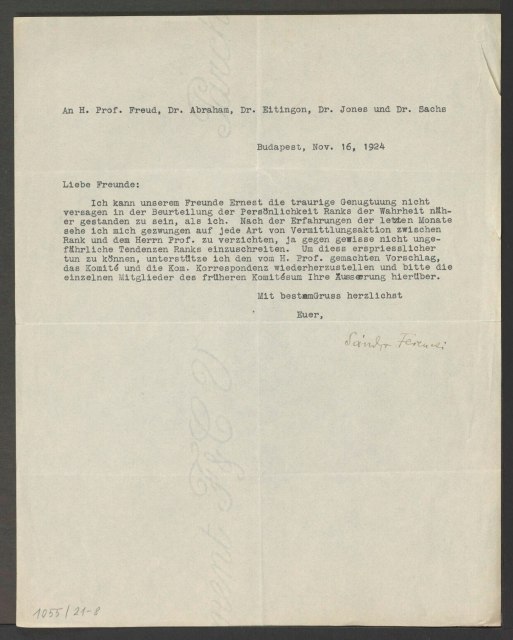 An H. Prof. Freud, Dr. Abraham, Dr. Eitingon, Dr. Jones und Dr. Sachs
Budapest, Nov. 16, 1924
Liebe Freunde:
Ich kann unserem Freunde Ernest die traurige Genugtuung nicht
versagen in der Beurteilung der Persönlichkeit Ranks der Wahrheit näh-
er gestanden zu sein, als ich. Nach der Erfahrungen der letzten Monate
sehe ich mich gezwungen auf jede Art von Vermittlungsaktion zwischen
Rank und dem Herrn Prof. zu verzichten, ja gegen gewisse nicht unge-
fährliche Tendenzen Ranks einzuschreiten. Um diess erspriesslicher
tun zu können, unterstütze ich den vom H. Prof. gemachten Vorschlag,
das Komité und die Kom. Korrespondenz wiederherzustellen und bitte die
einzelnen Mitglieder des früheren Komitésum Ihre Äusserung hierüber.
Mit bestemGruss herzlichst
Euer,
Sándor Ferenczi
1055/21-8